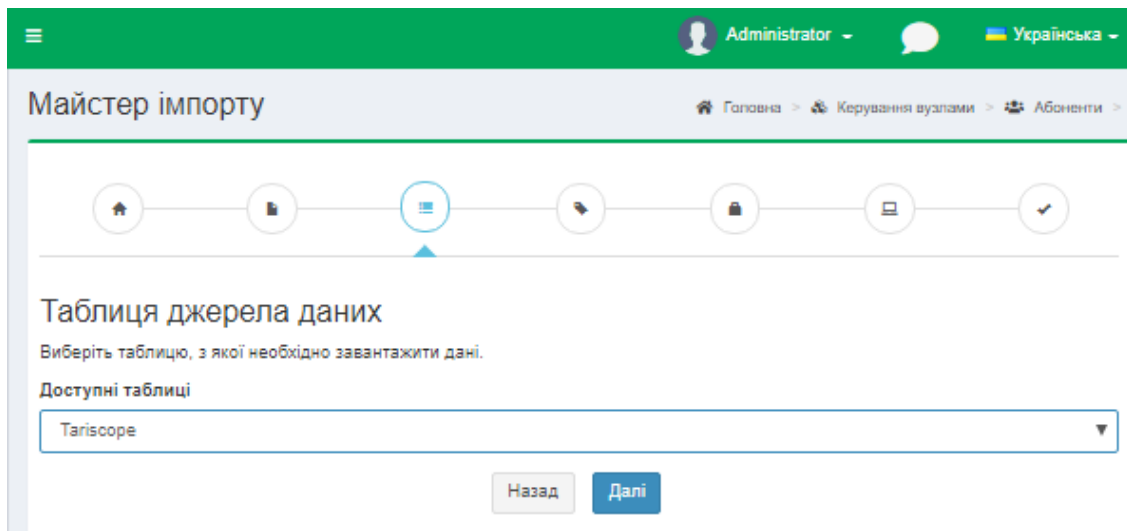 Administrator
Українська
Майстер імпорту
Головна > Керування вузлами > Абоненти >
Таблиця джерела даних
Виберіть таблицю, з якої необхідно завантажити дані.
Доступні таблиці
Tariscope
Назад Далі